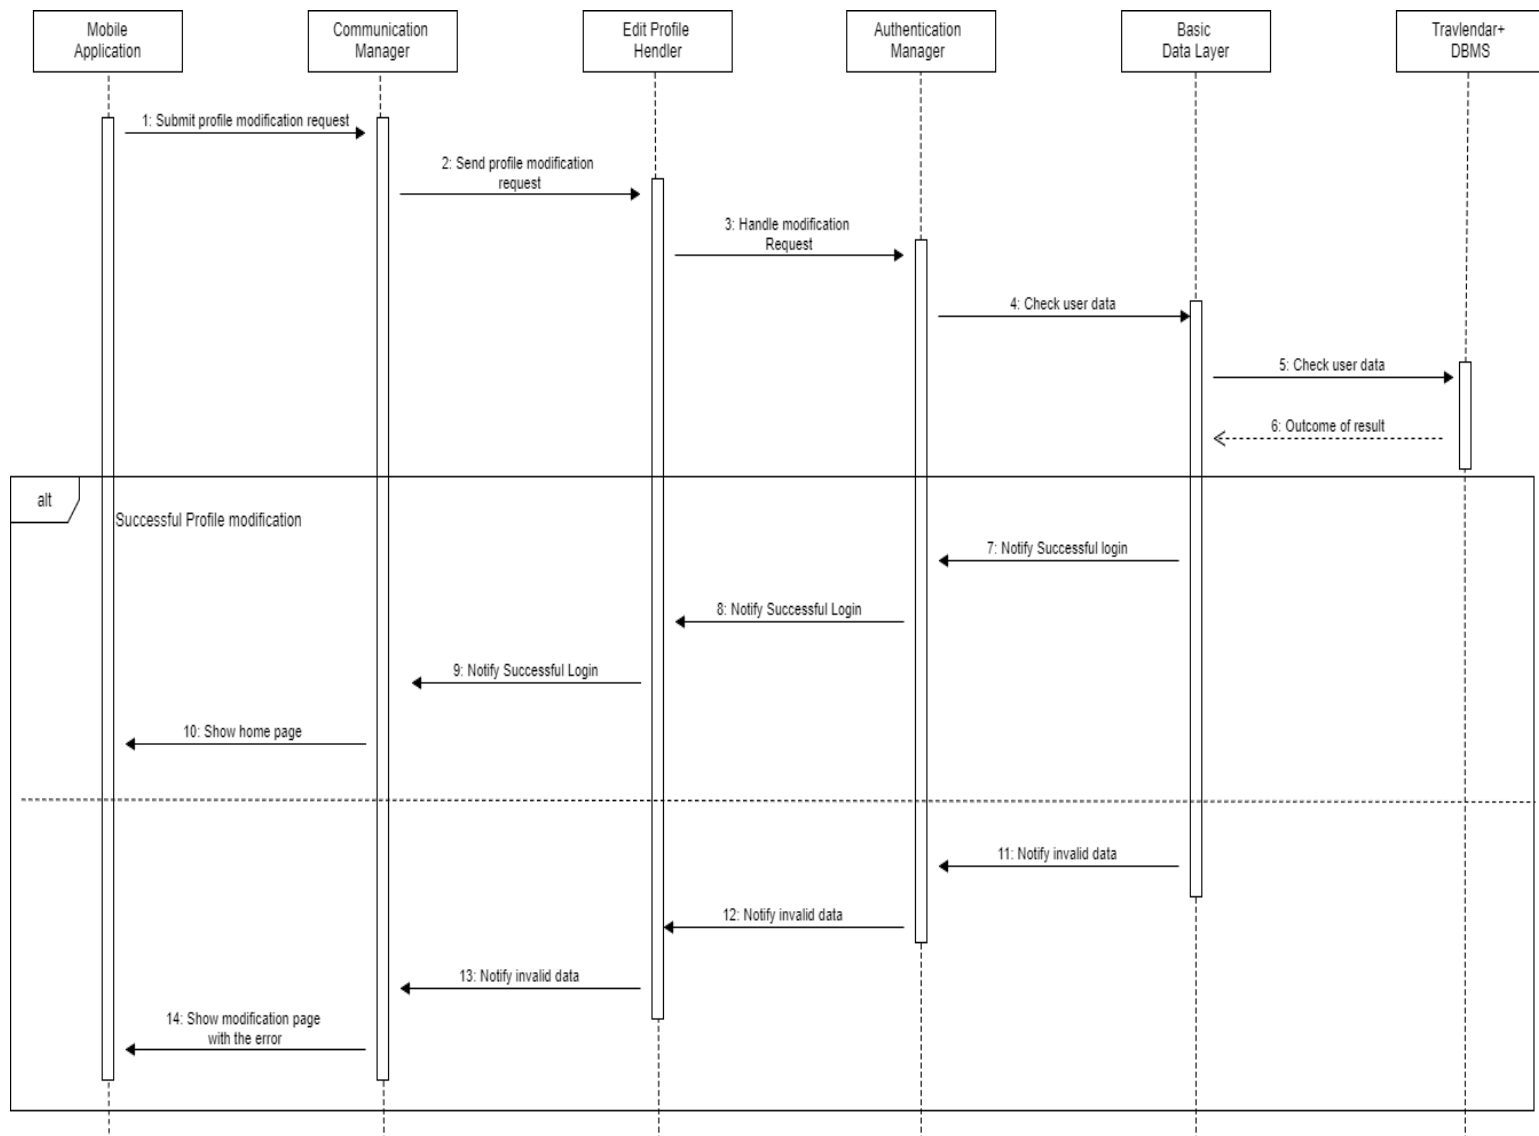 Mobile
Application
Communication
Manager
Edit Profile
Hendler
Authentication
Manager
Basic
Data Layer
Travlendar+
DBMS
1: Submit profile modification request
2: Send profile modification
request
3: Handle modification
Request
4: Check user data
5: Check user data
6: Outcome of result
alt
Successful Profile modification
7: Notify Successful login
8: Notify Successful Login
9: Notify Successful Login
10: Show home page
11: Notify invalid data
12: Notify invalid data
13: Notify invalid data
14: Show modification page
with the error